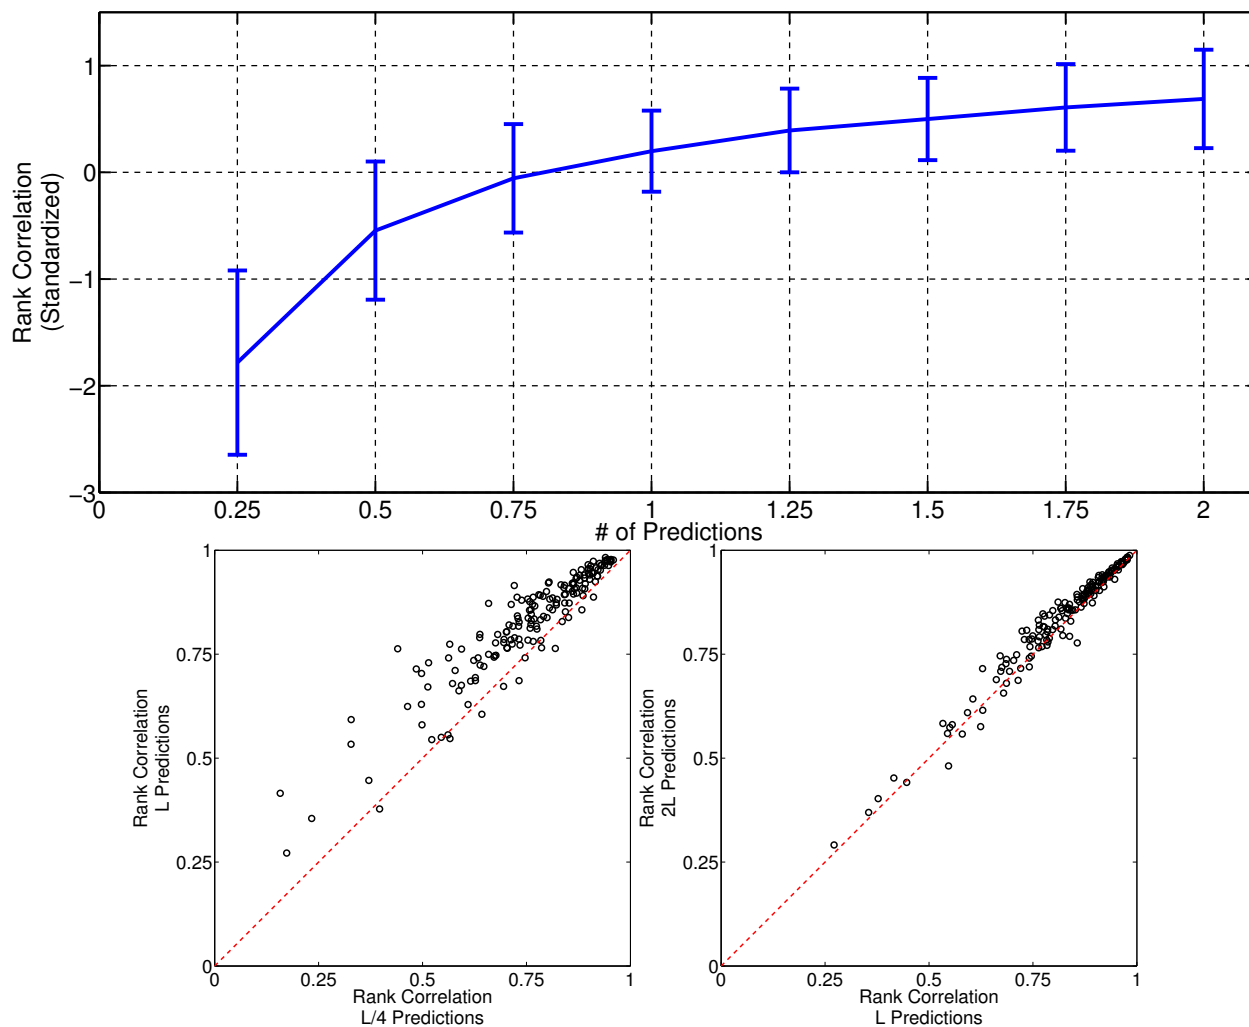 Rank Correlation
(Standardized)
1
0
−1
−2
−3
0 0.25 0.5 0.75 1 1.25 1.5 1.75 2
# of Predictions
Rank Correlation
L Predictions
1
0.75
0.5
0.25
0
0 0.25 0.5 0.75 1
Rank Correlation
L/4 Predictions
Rank Correlation
2L Predictions
1
0.75
0.5
0.25
0
0 0.25 0.5 0.75 1
Rank Correlation
L Predictions